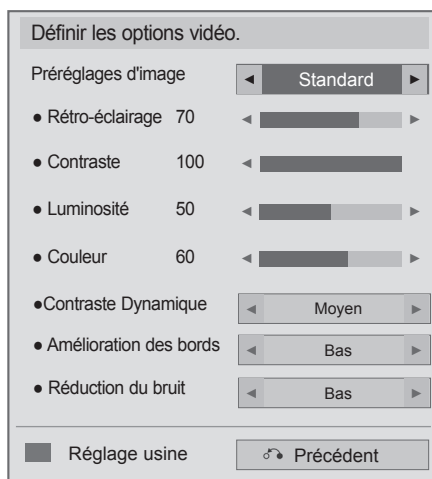 Définir les options vidéo.
Préréglages d'image ◄ Standard ►
● Rétro-éclairage 70 ◄ ►
● Contraste 100 ◄
● Luminosité 50 ◄ ►
● Couleur 60 ◄ ►
●Contraste Dynamique ◄ Moyen ►
● Amélioration des bords ◄ Bas ►
● Réduction du bruit ◄ Bas ►
Réglage usine Précédent